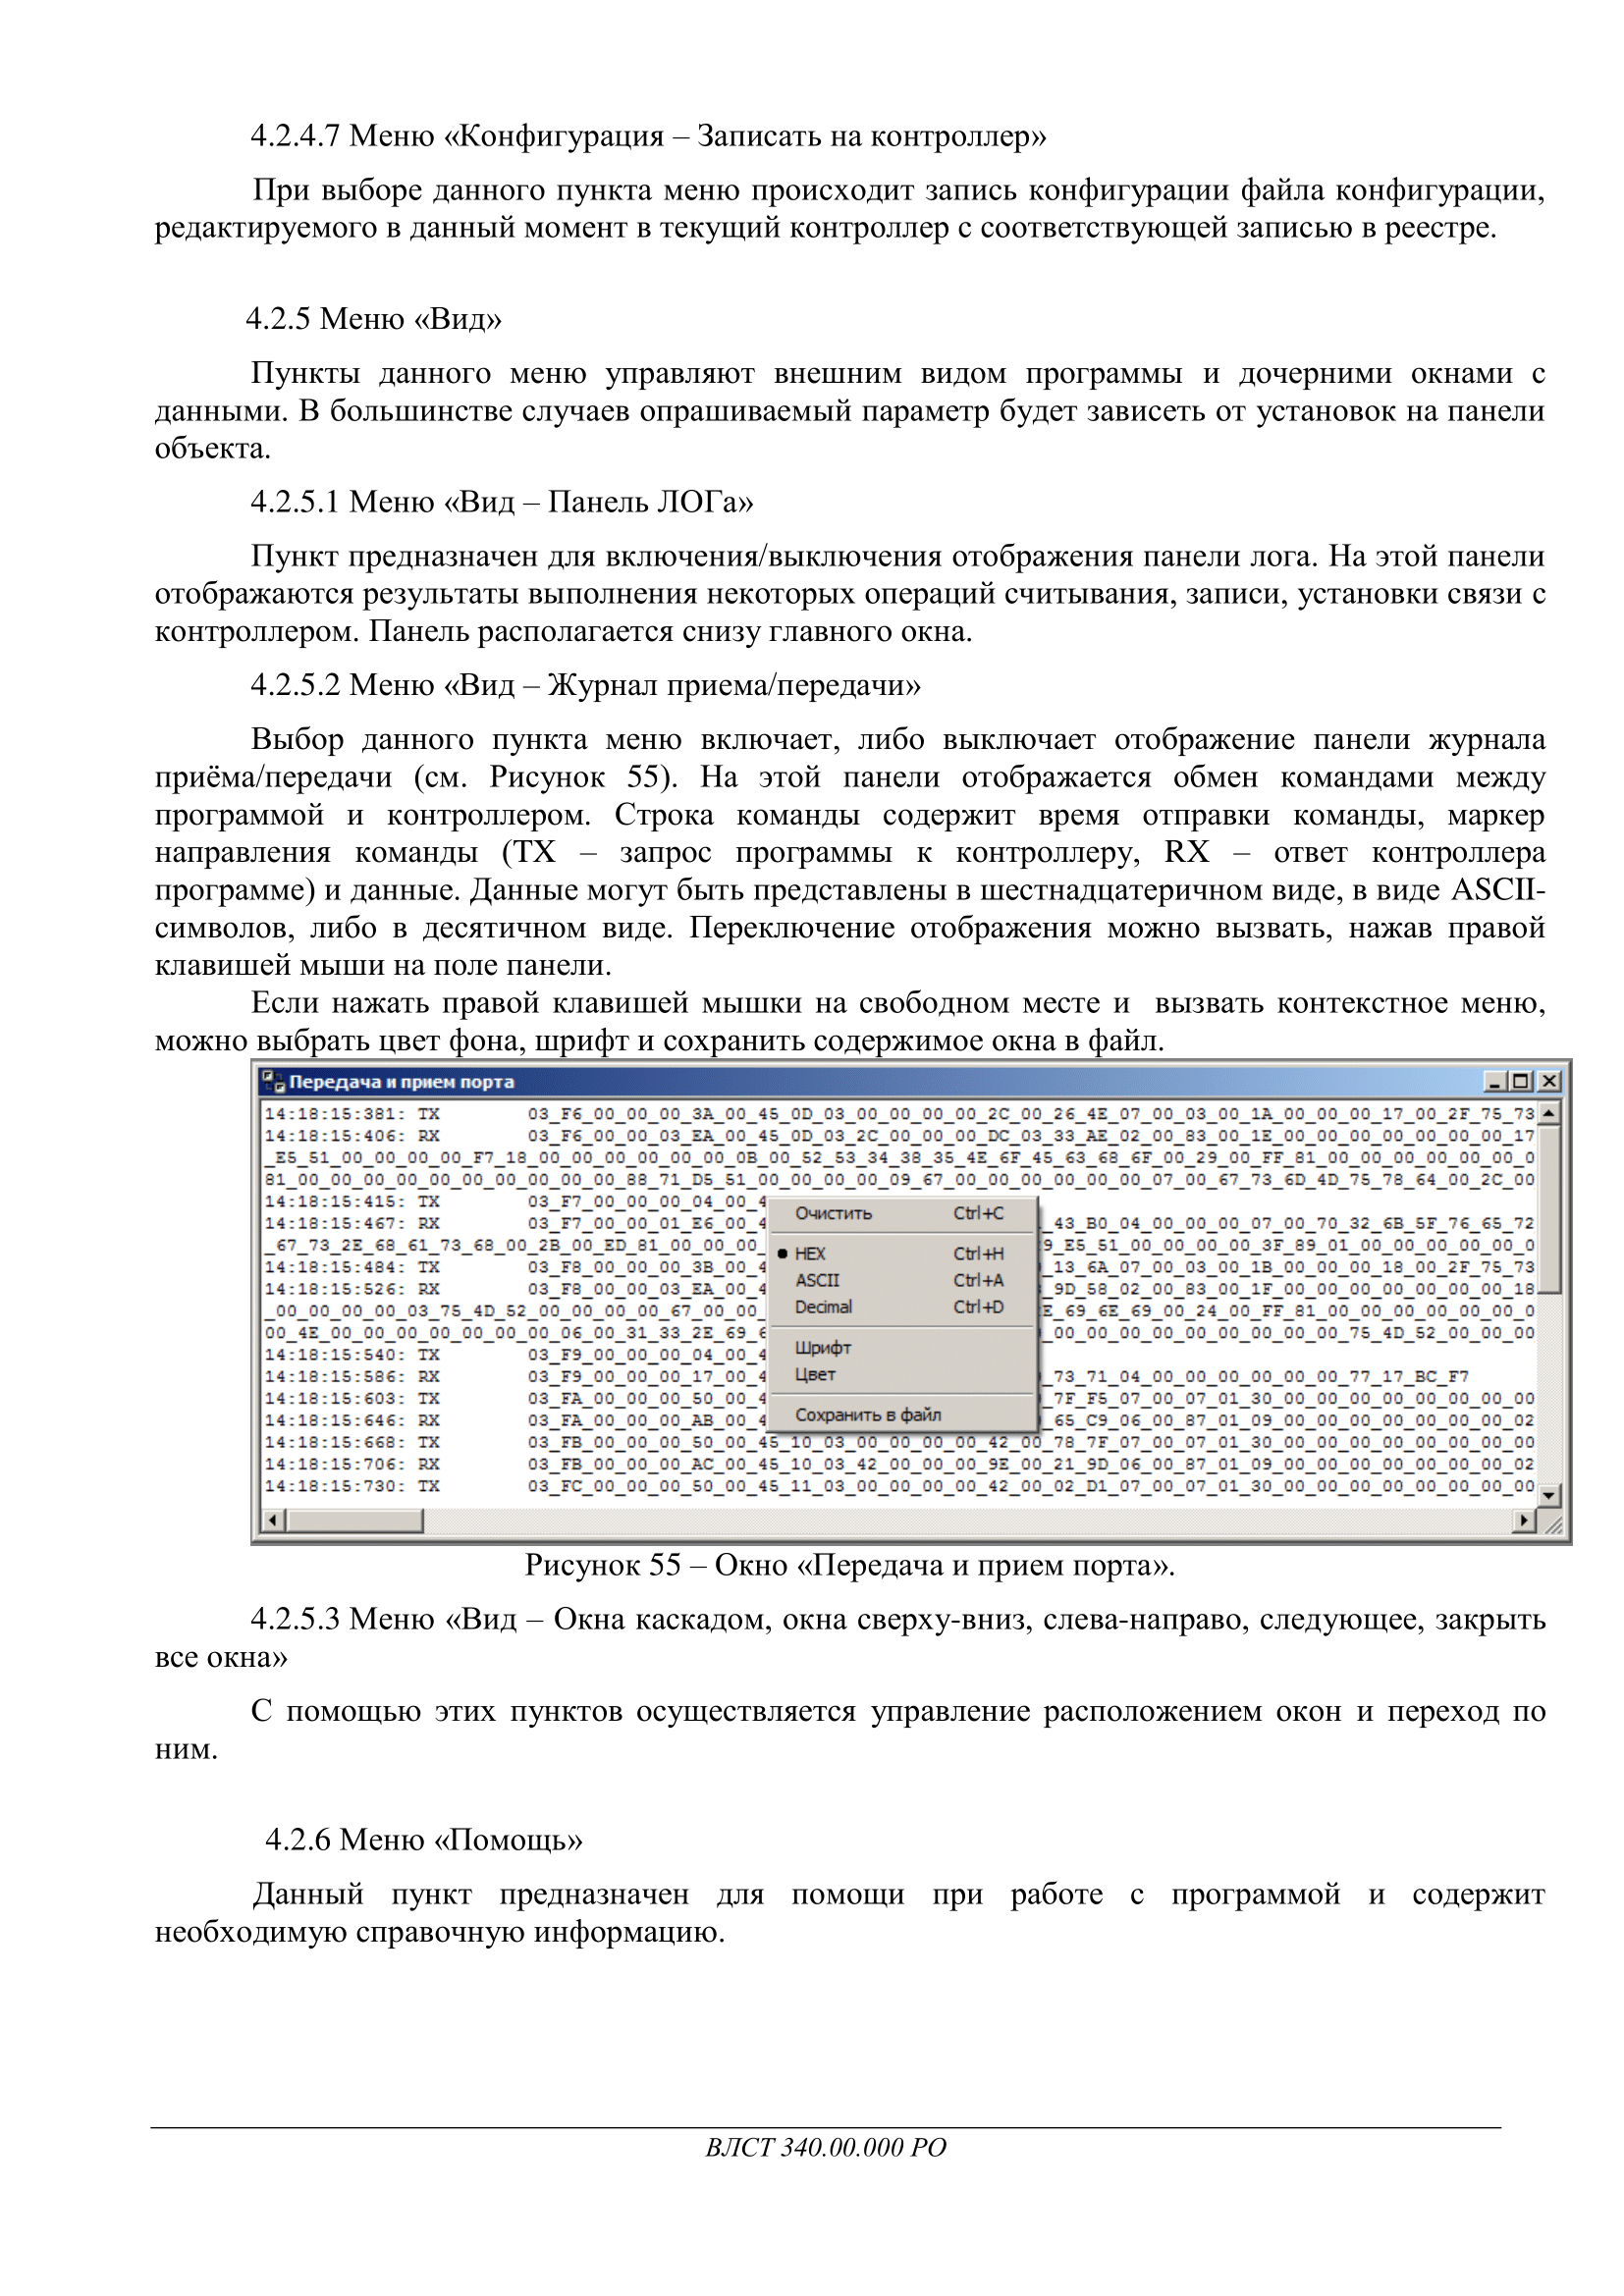 4.2.4.7 Меню «Конфигурация – Записать на контроллер»
При выборе данного пункта меню происходит запись конфигурации файла конфигурации,
редактируемого в данный момент в текущий контроллер с соответствующей записью в реестре.
4.2.5 Меню «Вид»
Пункты данного меню управляют внешним видом программы и дочерними окнами с
данными. В большинстве случаев опрашиваемый параметр будет зависеть от установок на панели
объекта.
4.2.5.1 Меню «Вид – Панель ЛОГа»
Пункт предназначен для включения/выключения отображения панели лога. На этой панели
отображаются результаты выполнения некоторых операций считывания, записи, установки связи с
контроллером. Панель располагается снизу главного окна.
4.2.5.2 Меню «Вид – Журнал приема/передачи»
Выбор данного пункта меню включает, либо выключает отображение панели журнала
приёма/передачи (см. Рисунок 55). На этой панели отображается обмен командами между
программой и контроллером. Строка команды содержит время отправки команды, маркер
направления команды (TX – запрос программы к контроллеру, RX – ответ контроллера
программе) и данные. Данные могут быть представлены в шестнадцатеричном виде, в виде ASCII-
символов, либо в десятичном виде. Переключение отображения можно вызвать, нажав правой
клавишей мыши на поле панели.
Если нажать правой клавишей мышки на свободном месте и вызвать контекстное меню,
можно выбрать цвет фона, шрифт и сохранить содержимое окна в файл.
Передача и прием порта
14:18:15:381: TX 03_F6_00_00_00_3A_00_45_0D_03_00_00_00_00_2C_00_26_4E_07_00_03_00_1A_00_00_00_17_00_2F_75_73
14:18:15:406: RX 03_F6_00_00_03_EA_00_45_0D_03_2C_00_00_00_DC_03_33_AE_02_00_83_00_1E_00_00_00_00_00_00_00_17
_E5_51_00_00_00_00_F7_18_00_00_00_00_00_00_0B_00_52_53_34_38_35_4E_6F_45_63_68_6F_00_29_00_FF_81_00_00_00_00_00_00_0
81_00_00_00_00_00_00_00_00_00_00_88_71_D5_51_00_00_00_00_09_67_00_00_00_00_00_00_07_00_67_73_6D_4D_75_78_64_00_2C_00
14:18:15:415: TX 03_F7_00_00_00_04_00_4
14:18:15:467: RX 03_F7_00_00_01_E6_00_4 _43_B0_04_00_00_00_07_00_70_32_6B_5F_76_65_72
_67_73_2E_68_61_73_68_00_2B_00_ED_81_00_00_00_ 9_E5_51_00_00_00_00_3F_89_01_00_00_00_00_0
14:18:15:484: TX 03_F8_00_00_00_3B_00_4 _13_6A_07_00_03_00_1B_00_00_00_18_00_2F_75_73
14:18:15:526: RX 03_F8_00_00_03_EA_00_4 _9D_58_02_00_83_00_1F_00_00_00_00_00_00_00_18
_00_00_00_00_03_75_4D_52_00_00_00_00_67_00_00 E_69_6E_69_00_24_00_FF_81_00_00_00_00_00_0
00_4E_00_00_00_00_00_00_00_06_00_31_33_2E_69_6 _00_00_00_00_00_00_00_00_00_75_4D_52_00_00_00
14:18:15:540: TX 03_F9_00_00_00_04_00_4
14:18:15:586: RX 03_F9_00_00_00_17_00_4 _73_71_04_00_00_00_00_00_77_17_BC_F7
14:18:15:603: TX 03_FA_00_00_00_50_00_4 _7F_F5_07_00_07_01_30_00_00_00_00_00_00_00_00
14:18:15:646: RX 03_FA_00_00_00_AB_00_4 _65_C9_06_00_87_01_09_00_00_00_00_00_00_00_02
14:18:15:668: TX 03_FB_00_00_00_50_00_45_10_03_00_00_00_00_42_00_78_7F_07_00_07_01_30_00_00_00_00_00_00_00_00
14:18:15:706: RX 03_FB_00_00_00_AC_00_45_10_03_42_00_00_00_9E_00_21_9D_06_00_87_01_09_00_00_00_00_00_00_00_02
14:18:15:730: TX 03_FC_00_00_00_50_00_45_11_03_00_00_00_00_42_00_02_D1_07_00_07_01_30_00_00_00_00_00_00_00_00
Очистить Ctrl+C
HEX Ctrl+H
ASCII Ctrl+A
Decimal Ctrl+D
Шрифт
Цвет
Сохранить в файл
Рисунок 55 – Окно «Передача и прием порта».
4.2.5.3 Меню «Вид – Окна каскадом, окна сверху-вниз, слева-направо, следующее, закрыть
все окна»
С помощью этих пунктов осуществляется управление расположением окон и переход по
ним.
4.2.6 Меню «Помощь»
Данный пункт предназначен для помощи при работе с программой и содержит
необходимую справочную информацию.
ВЛСТ 340.00.000 РО